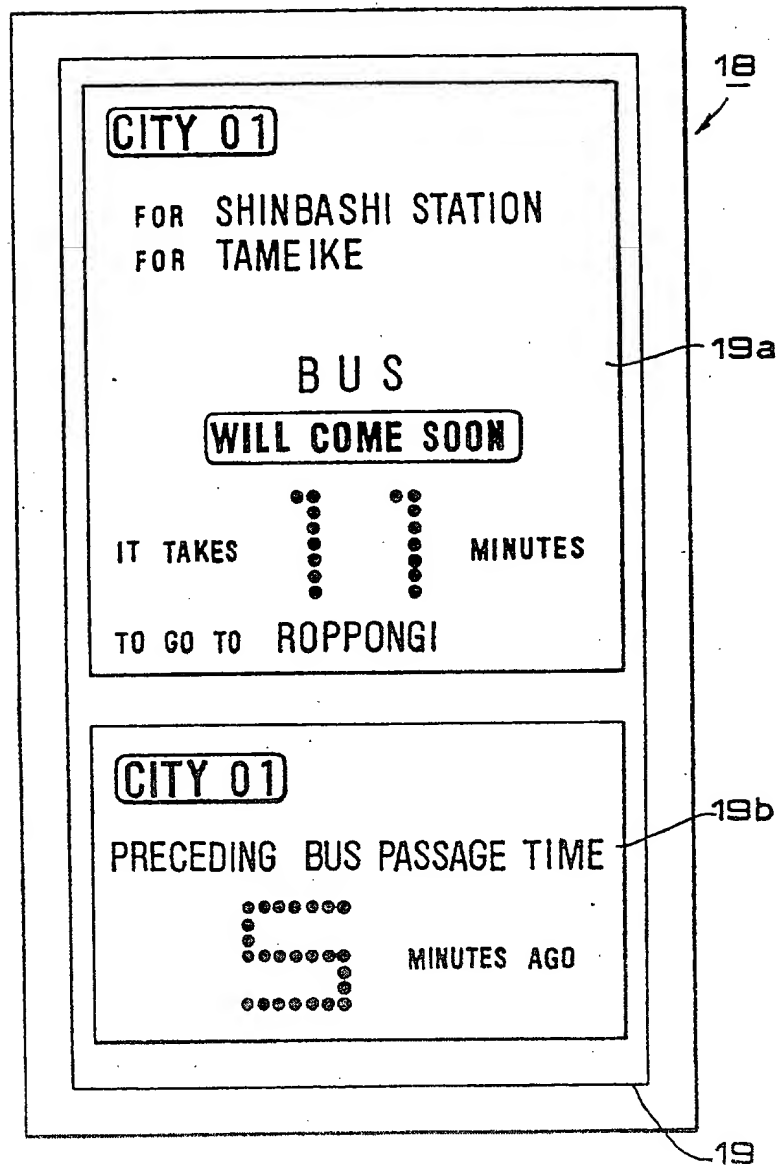 18
CITY 01
FOR SHINBASHI STATION
FOR TAMEIKE
19a
BUS
WILL COME SOON
IT TAKES 11 MINUTES
TO GO TO ROPPONGI
CITY 01
19b
PRECEDING BUS PASSAGE TIME
5 MINUTES AGO
19